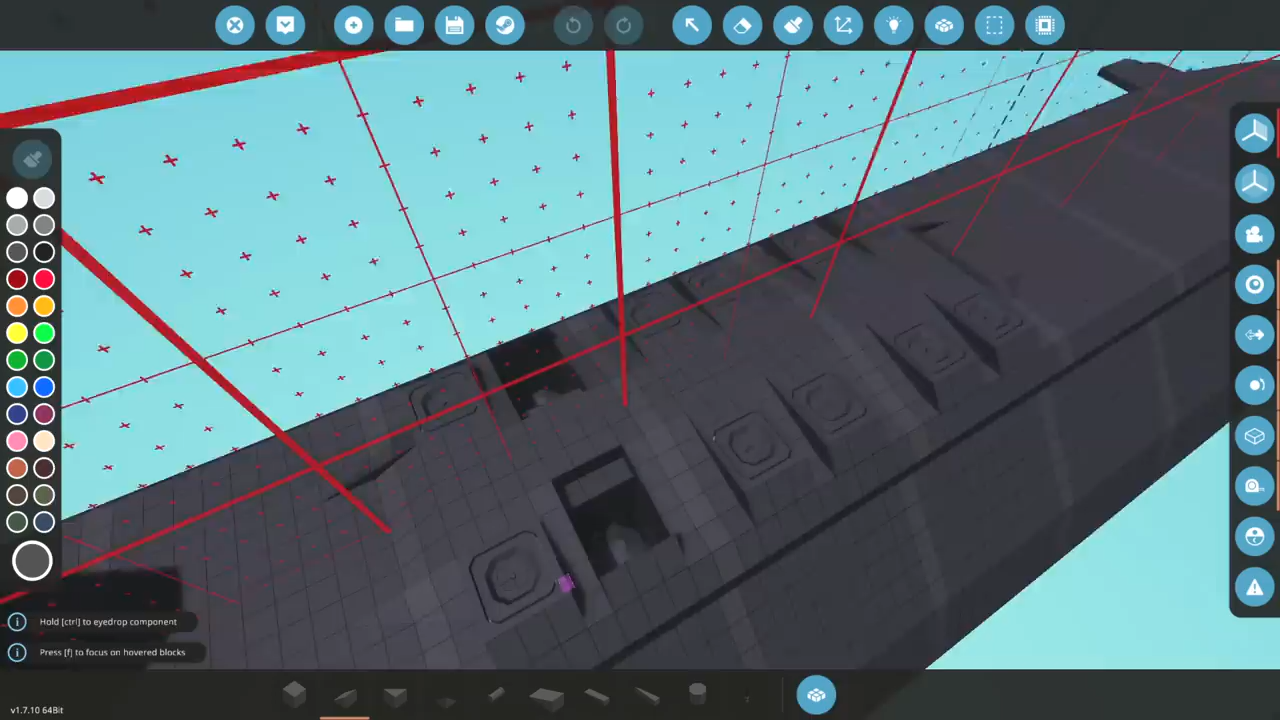 Hold [ctrl] to eyedrop component
Press [f] to focus on hovered blocks
v1.7.10 64Bit